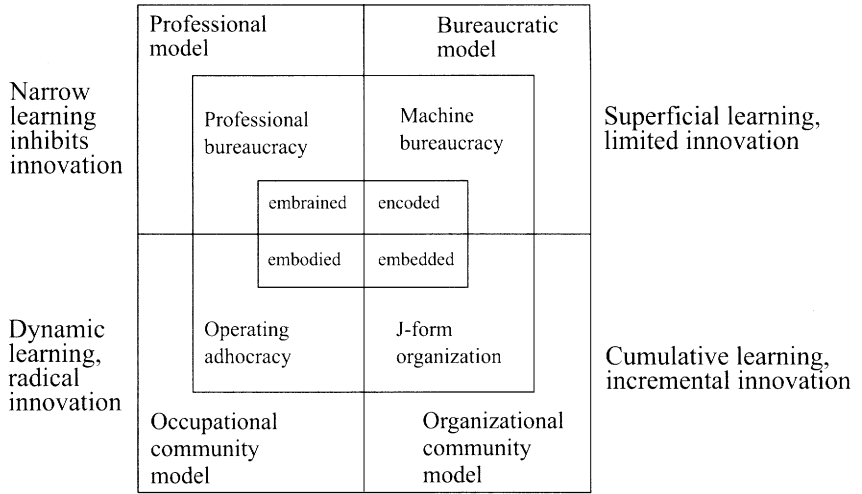 Professional
model
Bureaucratic
model
Narrow
learning
inhibits
innovation
Professional
bureaucracy
Machine
bureaucracy
Superficial learning,
limited innovation
embrained
encoded
embodied
embedded
Dynamic
learning,
radical
innovation
Operating
adhocracy
J-form
organization
Cumulative learning,
incremental innovation
Occupational
community
model
Organizational
community
model